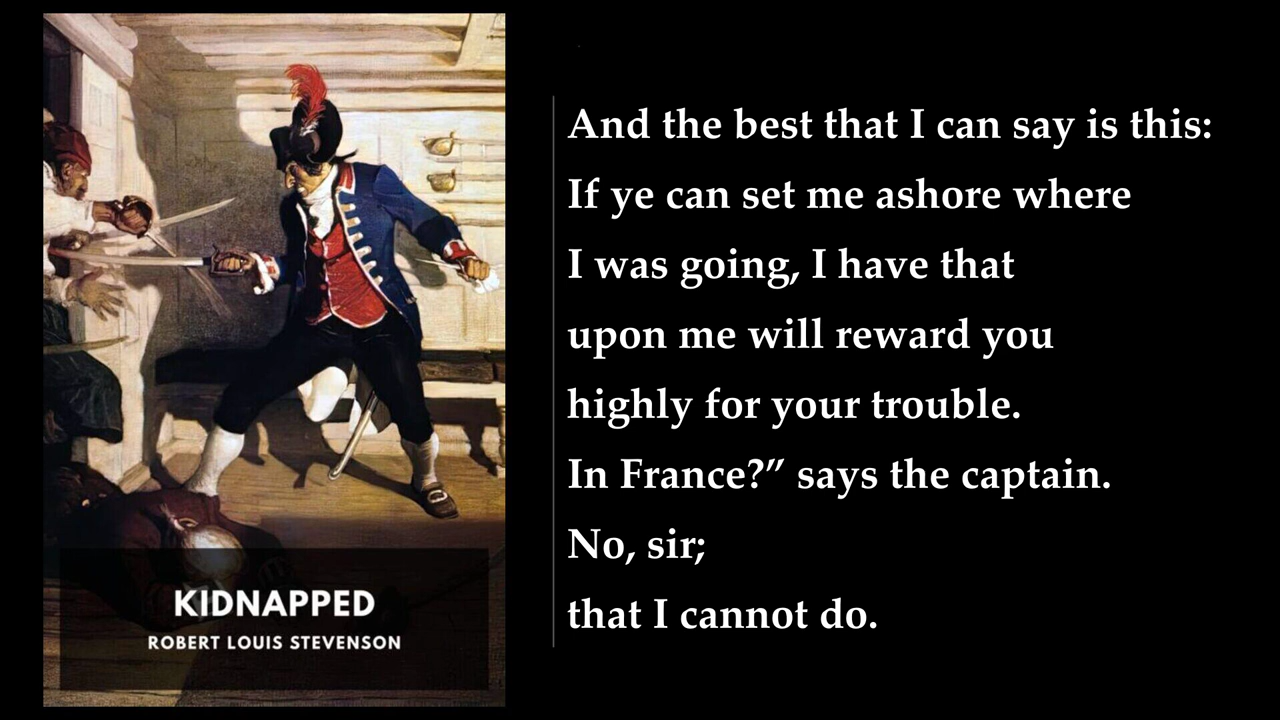 KIDNAPPED
ROBERT LOUIS STEVENSON
And the best that I can say is this:
If ye can set me ashore where
I was going, I have that
upon me will reward you
highly for your trouble.
In France?” says the captain.
No, sir;
that I cannot do.